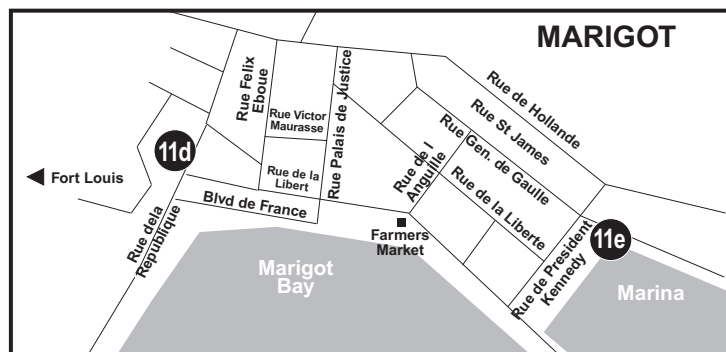 MARIGOT
Rue de Hollande
Rue St James
Rue Gen. de Gaulle
Rue Felix
Eboue
Rue Victor
Maurasse
Rue Palais de Justice
11d
Fort Louis
Rue de la
Libert
Rue de l
Anguille
Rue de la Liberte
Blvd de France
Farmers
Market
Rue dela
Republique
11e
Rue de President
Kennedy
Marigot
Bay
Marina